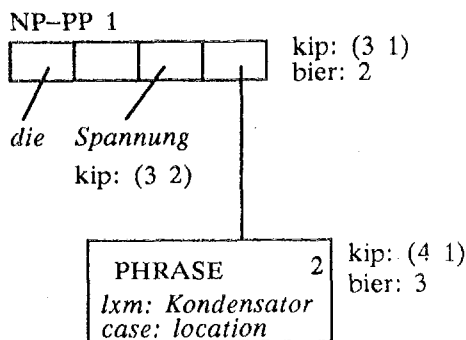 NP–PP 1
kip: (3 1)
bier: 2
die Spannung
kip: (3 2)
PHRASE 2
lxm: Kondensator
case: location
kip: (4 1)
bier: 3